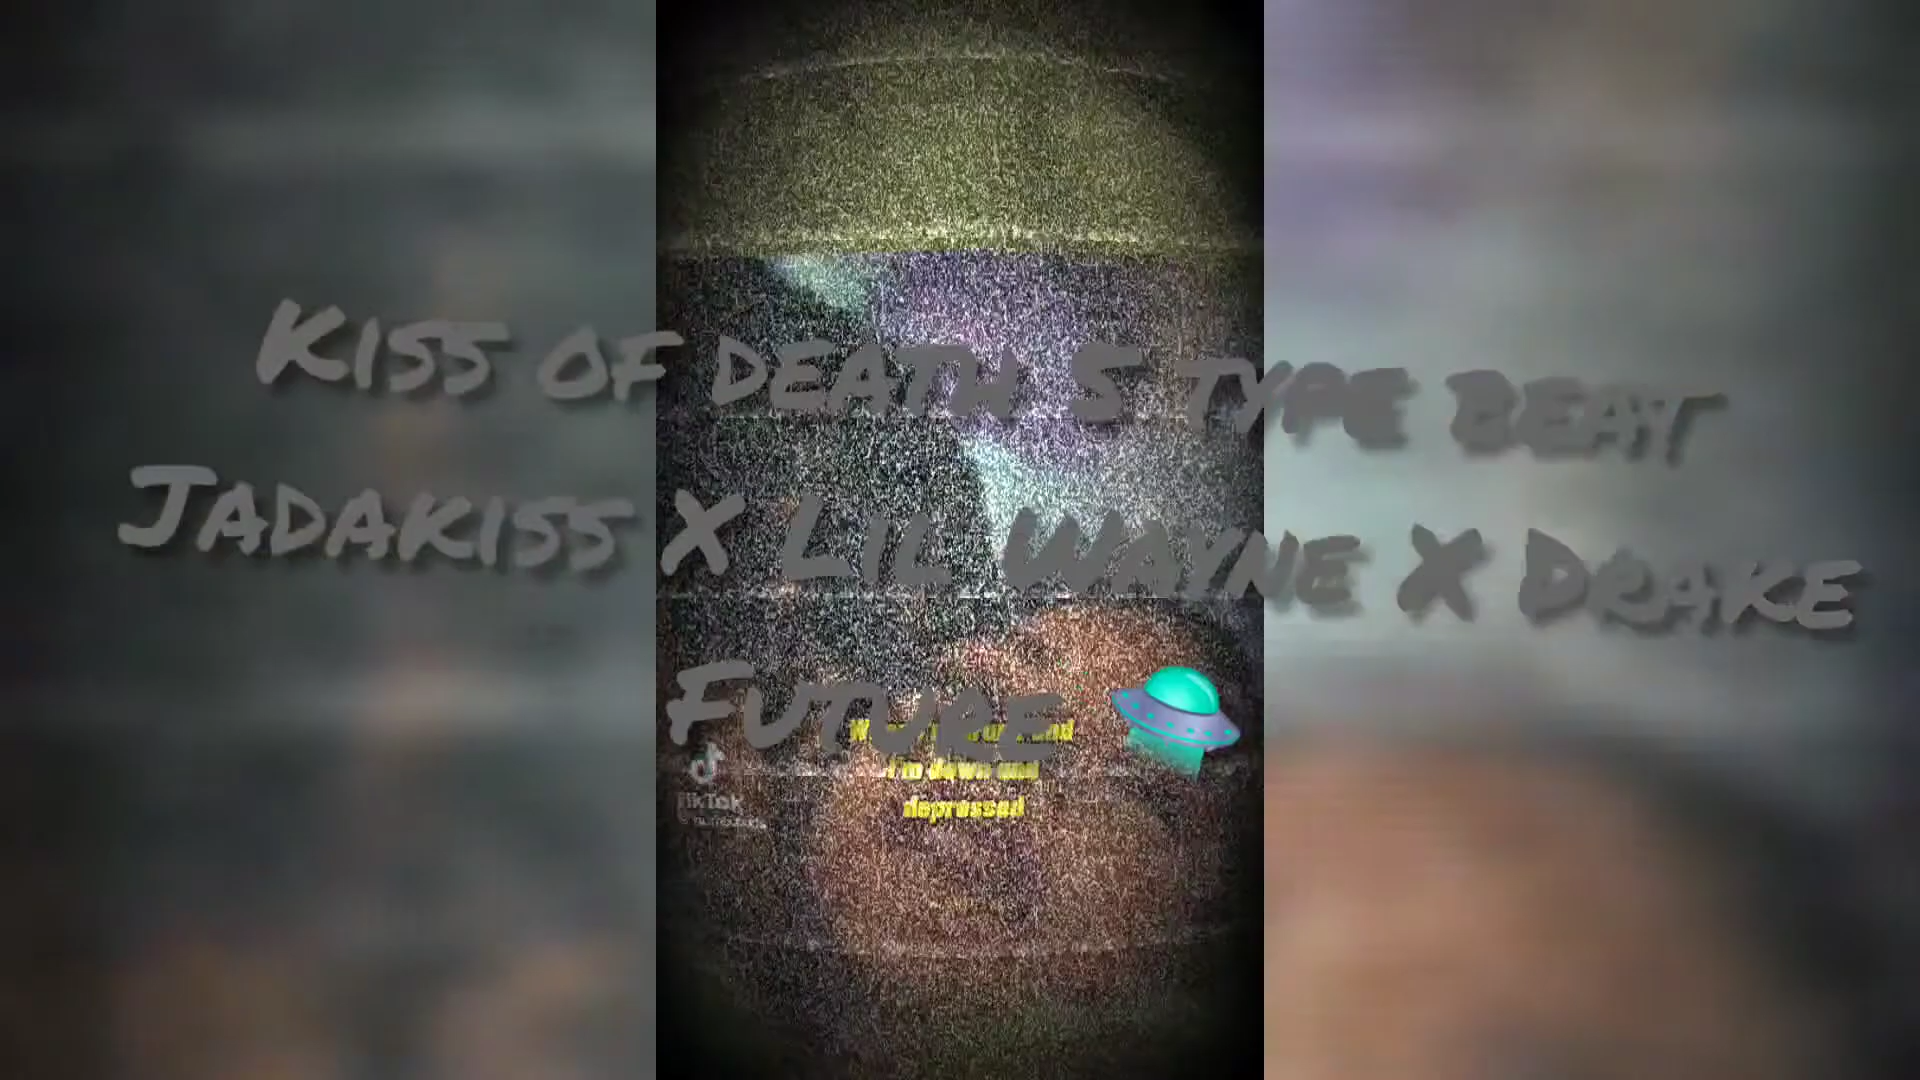 Kiss of death 5 type beat
Jadakiss X Lil Wayne X Drake
Future
I'm down and
depressed
TikTok